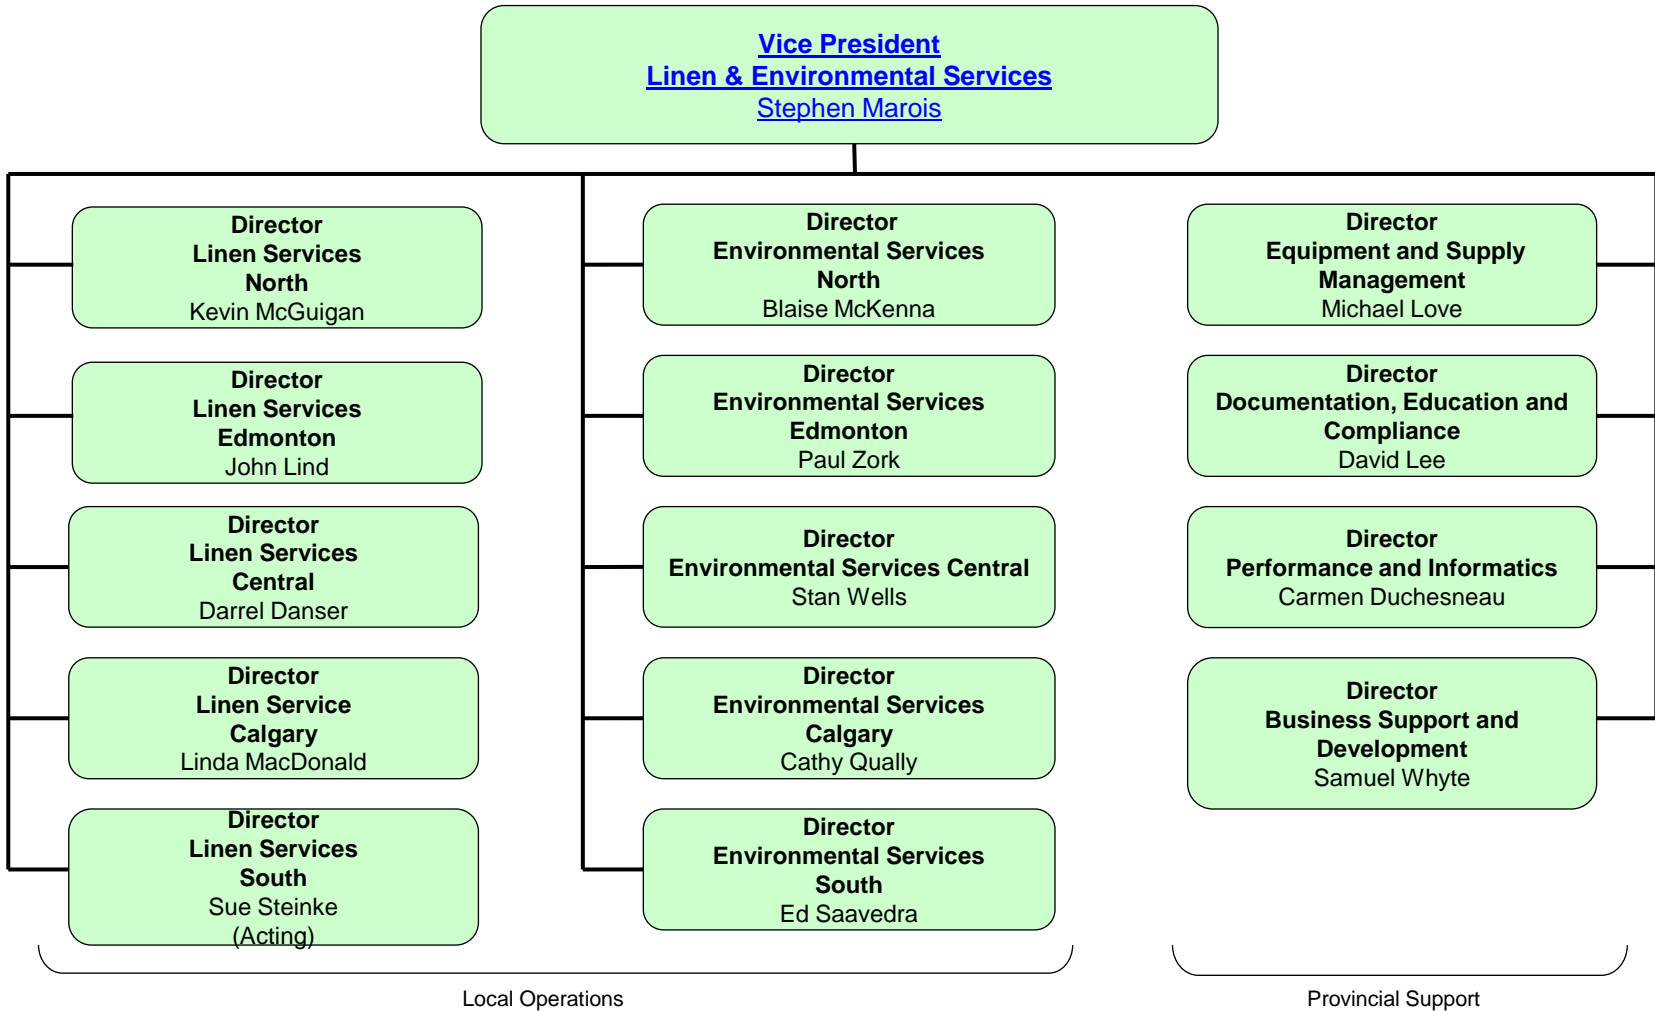 Vice President
Linen & Environmental Services
Stephen Marois
Director
Linen Services
North
Kevin McGuigan
Director
Linen Services
Edmonton
John Lind
Director
Linen Services
Central
Darrel Danser
Director
Linen Service
Calgary
Linda MacDonald
Director
Linen Services
South
Sue Steinke
(Acting)
Director
Environmental Services
North
Blaise McKenna
Director
Environmental Services
Edmonton
Paul Zork
Director
Environmental Services Central
Stan Wells
Director
Environmental Services
Calgary
Cathy Qually
Director
Environmental Services
South
Ed Saavedra
Director
Equipment and Supply
Management
Michael Love
Director
Documentation, Education and
Compliance
David Lee
Director
Performance and Informatics
Carmen Duchesneau
Director
Business Support and
Development
Samuel Whyte
Local Operations
Provincial Support